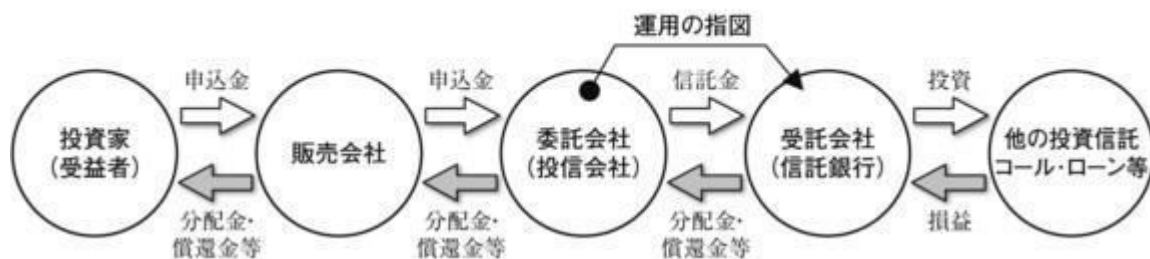 運用の指図
申込金
申込金
信託金
投資
投資家
(受益者)
販売会社
委託会社
(投信会社)
受託会社
(信託銀行)
他の投資信託
コール・ローン等
分配金・
償還金等
分配金・
償還金等
分配金・
償還金等
損益